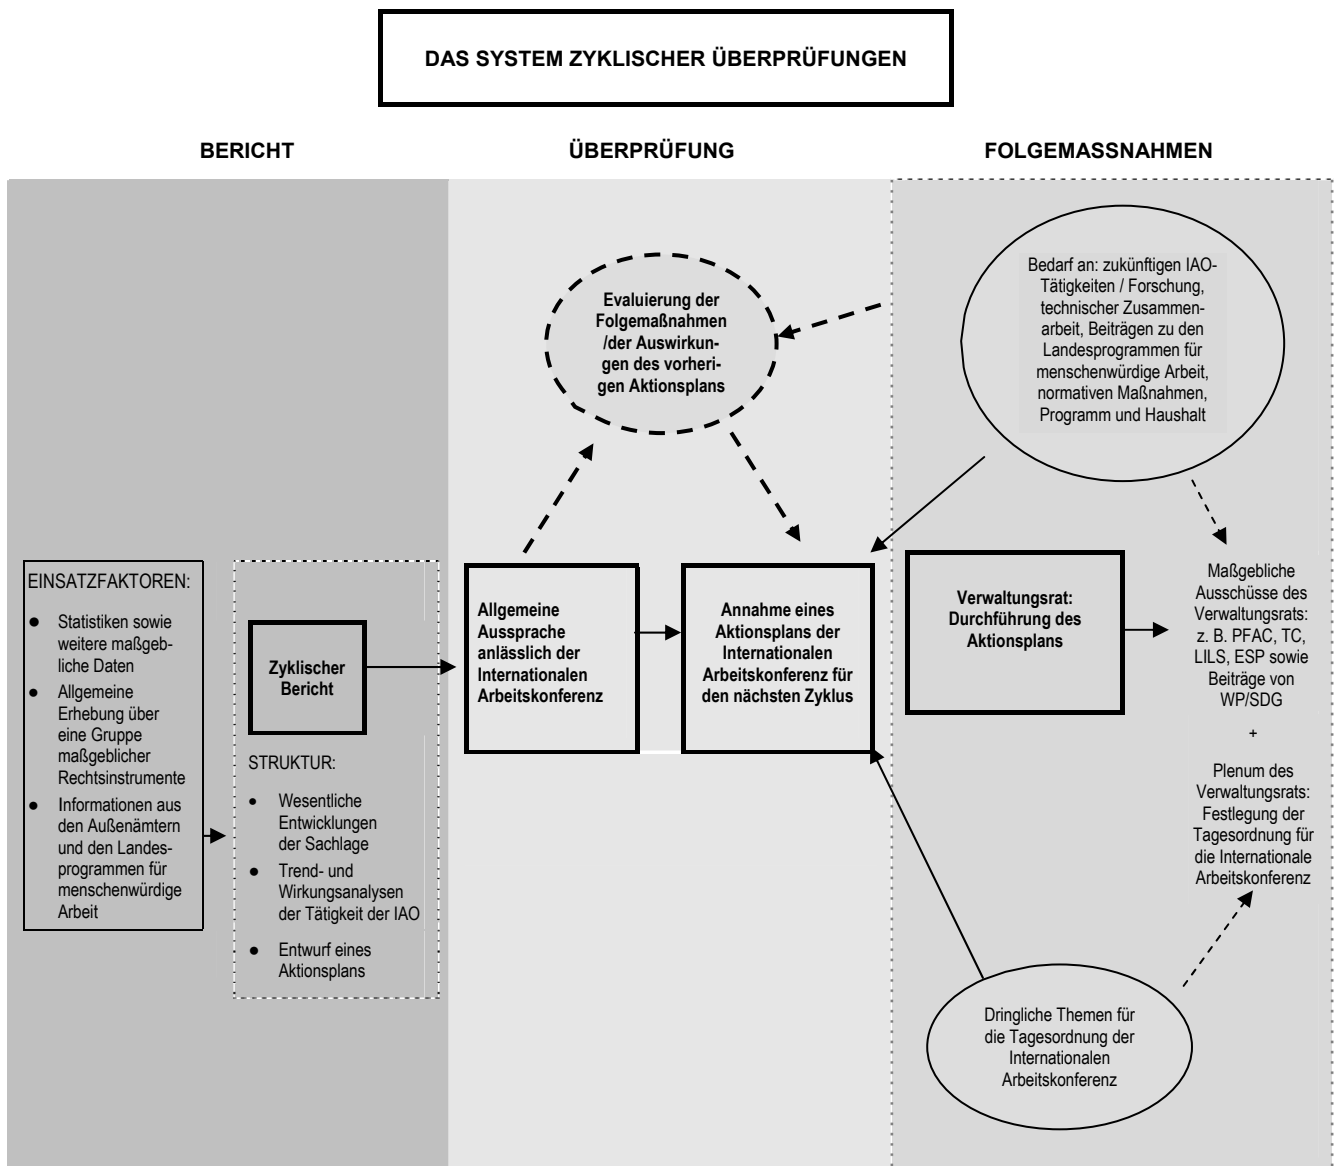 DAS SYSTEM ZYKLISCHER ÜBERPRÜFUNGEN
BERICHT
ÜBERPRÜFUNG
FOLGEMASSNAHMEN
EINSATZFAKTOREN:
● Statistiken sowie
weitere maßgeb-
liche Daten
● Allgemeine
Erhebung über
eine Gruppe
maßgeblicher
Rechtsinstrumente
● Informationen aus
den Außenämtern
und den Landes-
programmen für
menschenwürdige
Arbeit
Zyklischer
Bericht
STRUKTUR:
● Wesentliche
Entwicklungen
der Sachlage
● Trend- und
Wirkungsanalysen
der Tätigkeit der IAO
● Entwurf eines
Aktionsplans
Evaluierung der
Folgemaßnahmen
/der Auswirkun-
gen des vorheri-
gen Aktionsplans
Allgemeine
Aussprache
anlässlich der
Internationalen
Arbeitskonferenz
Annahme eines
Aktionsplans der
Internationalen
Arbeitskonferenz für
den nächsten Zyklus
Bedarf an: zukünftigen IAO-
Tätigkeiten / Forschung,
technischer Zusammen-
arbeit, Beiträgen zu den
Landesprogrammen für
menschenwürdige Arbeit,
normativen Maßnahmen,
Programm und Haushalt
Verwaltungsrat:
Durchführung des
Aktionsplans
Maßgebliche
Ausschüsse des
Verwaltungsrats:
z. B. PFAC, TC,
LILS, ESP sowie
Beiträge von
WP/SDG
+
Plenum des
Verwaltungsrats:
Festlegung der
Tagesordnung für
die Internationale
Arbeitskonferenz
Dringliche Themen für
die Tagesordnung der
Internationalen
Arbeitskonferenz